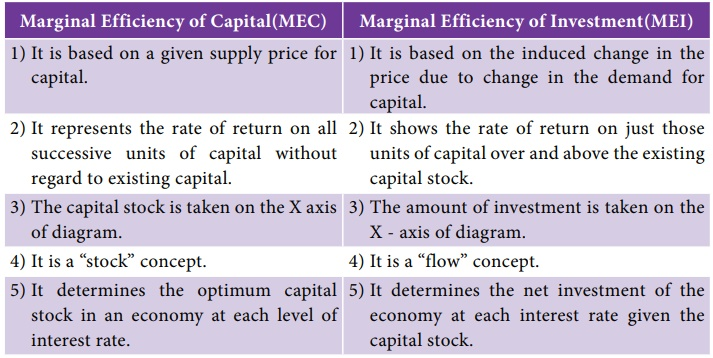 Marginal Efficiency of Capital(MEC)
Marginal Efficiency of Investment(MEI)
1) It is based on a given supply price for
capital.
1) It is based on the induced change in the
price due to change in the demand for
capital.
2) It represents the rate of return on all
successive units of capital without
regard to existing capital.
2) It shows the rate of return on just those
units of capital over and above the existing
capital stock.
3) The capital stock is taken on the X axis
of diagram.
3) The amount of investment is taken on the
X - axis of diagram.
4) It is a “stock” concept.
4) It is a “flow” concept.
5) It determines the optimum capital
stock in an economy at each level of
interest rate.
5) It determines the net investment of the
economy at each interest rate given the
capital stock.